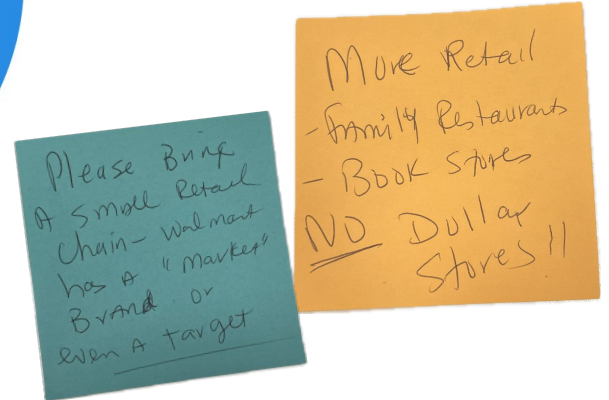 Please Bring
A small Retail
Chain - Walmart
has A "Market"
Brand or
even A target
More Retail
- Family Restaurants
- Book Stores
NO Dollar
Stores!!